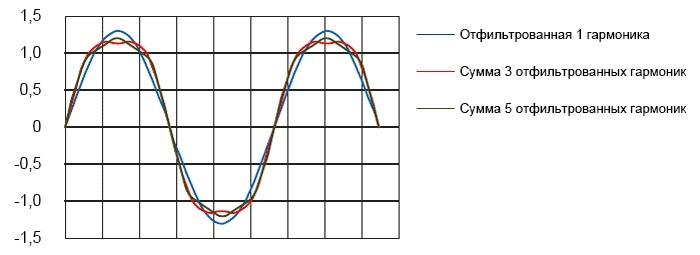 1,5
1,0
0,5
0
-0,5
-1,0
-1,5
Отфильтрованная 1 гармоника
Сумма 3 отфильтрованных гармоник
Сумма 5 отфильтрованных гармоник